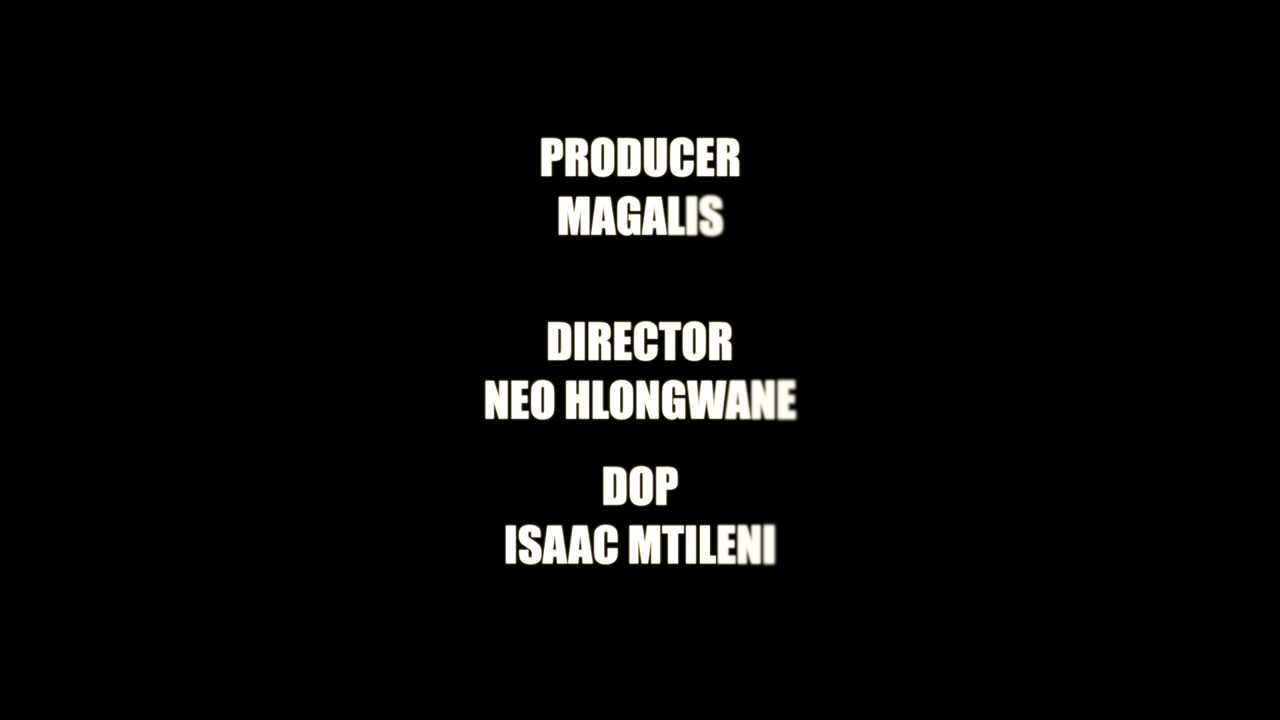 PRODUCER
MAGALIS
DIRECTOR
NEO HLONGWANE
DOP
ISAAC MTILENI